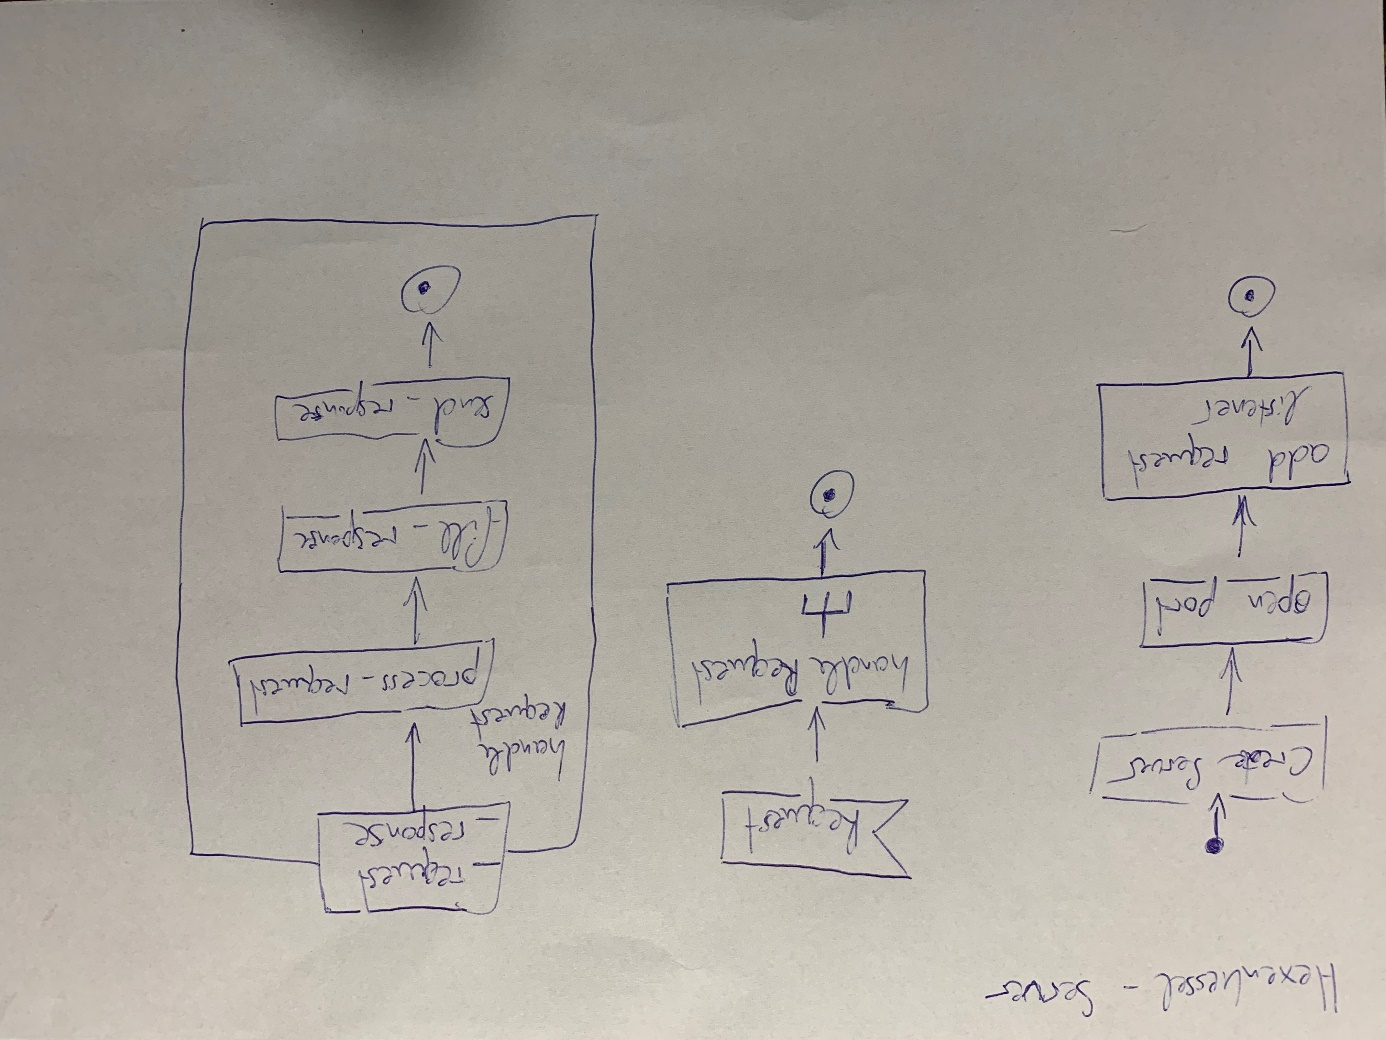 Hexenkessel - Server
Create Server
open port
add request
listener
Request
handle Request
- request
- response
handle
Request
process-request
fill-response
send-response